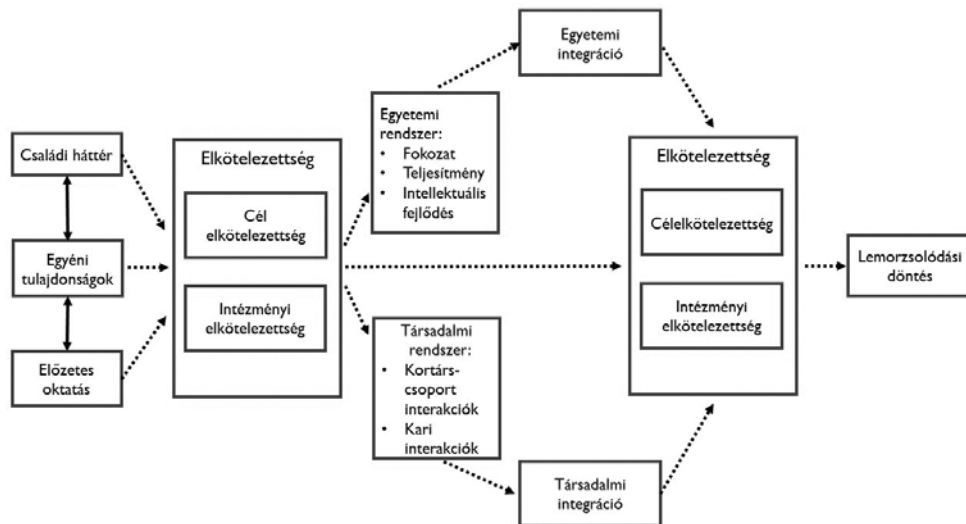 Családi háttér
Egyéni
tulajdonságok
Előzetes
oktatás
Elkötelezettség
Cél
elkötelezettség
Intézményi
elkötelezettség
Egyetemi
rendszer:
• Fokozat
• Teljesítmény
• Intellektuális
fejlődés
Társadalmi
rendszer:
• Kortárs-
csoport
interakciók
• Kari
interakciók
Egyetemi
integráció
Társadalmi
integráció
Elkötelezettség
Célelkötelezettség
Intézményi
elkötelezettség
Lemorzsolódási
döntés